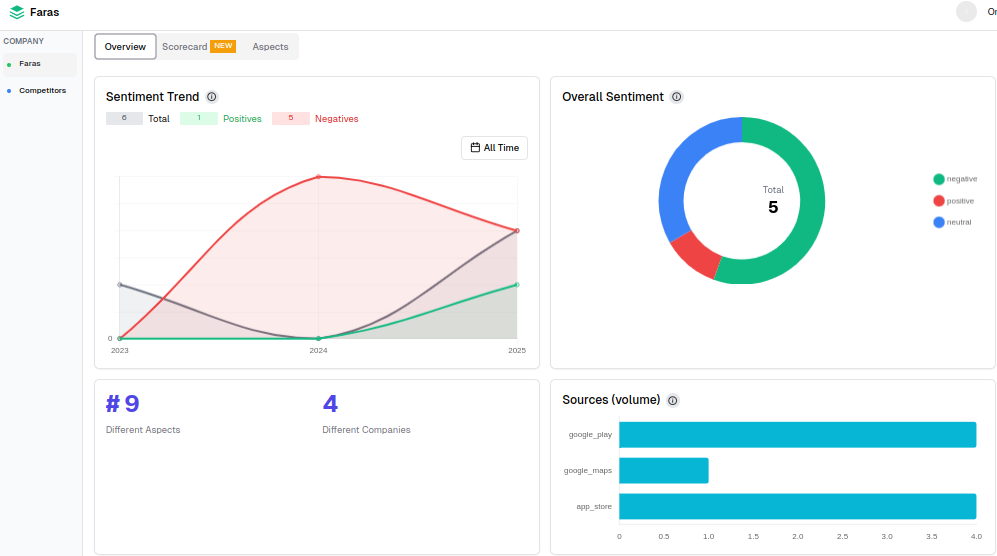 Faras
Or
COMPANY
Faras
Competitors
Overview
Scorecard NEW
Aspects
Sentiment Trend
6 Total 1 Positives 5 Negatives
All Time
0
2023 2024 2025
Overall Sentiment
Total
5
negative
positive
neutral
# 9
Different Aspects
4
Different Companies
Sources (volume)
google_play
google_maps
app_store
0 0.5 1.0 1.5 2.0 2.5 3.0 3.5 4.0